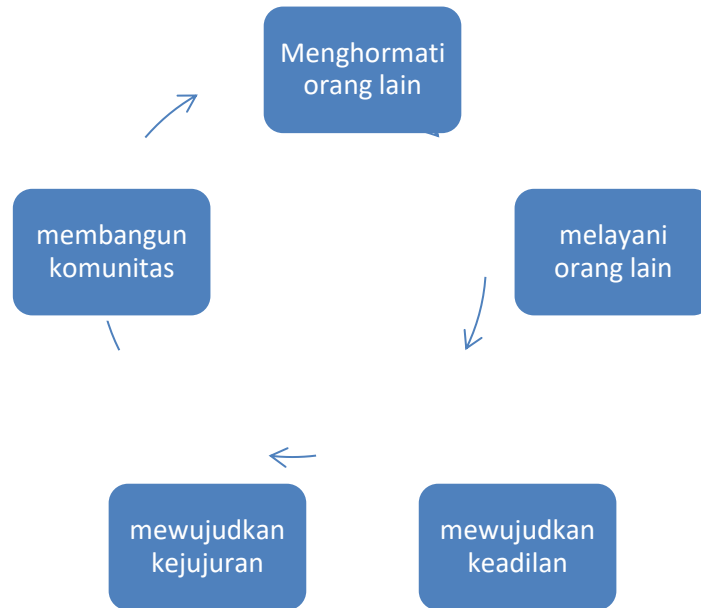 Menghormati
orang lain
melayani
orang lain
mewujudkan
keadilan
mewujudkan
kejujuran
membangun
komunitas